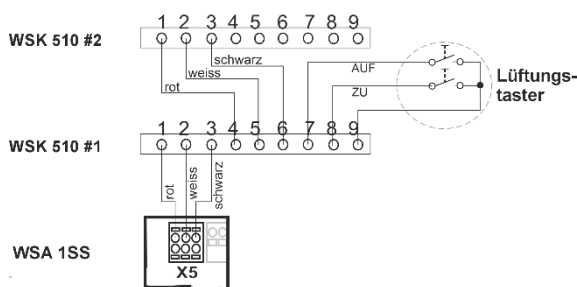 1 2 3 4 5 6 7 8 9
WSK 510 #2
schwarz
weiss
rot
AUF
ZU
Lüftungs-
taster
1 2 3 4 5 6 7 8 9
WSK 510 #1
rot
weiss
schwarz
WSA 1SS
X5